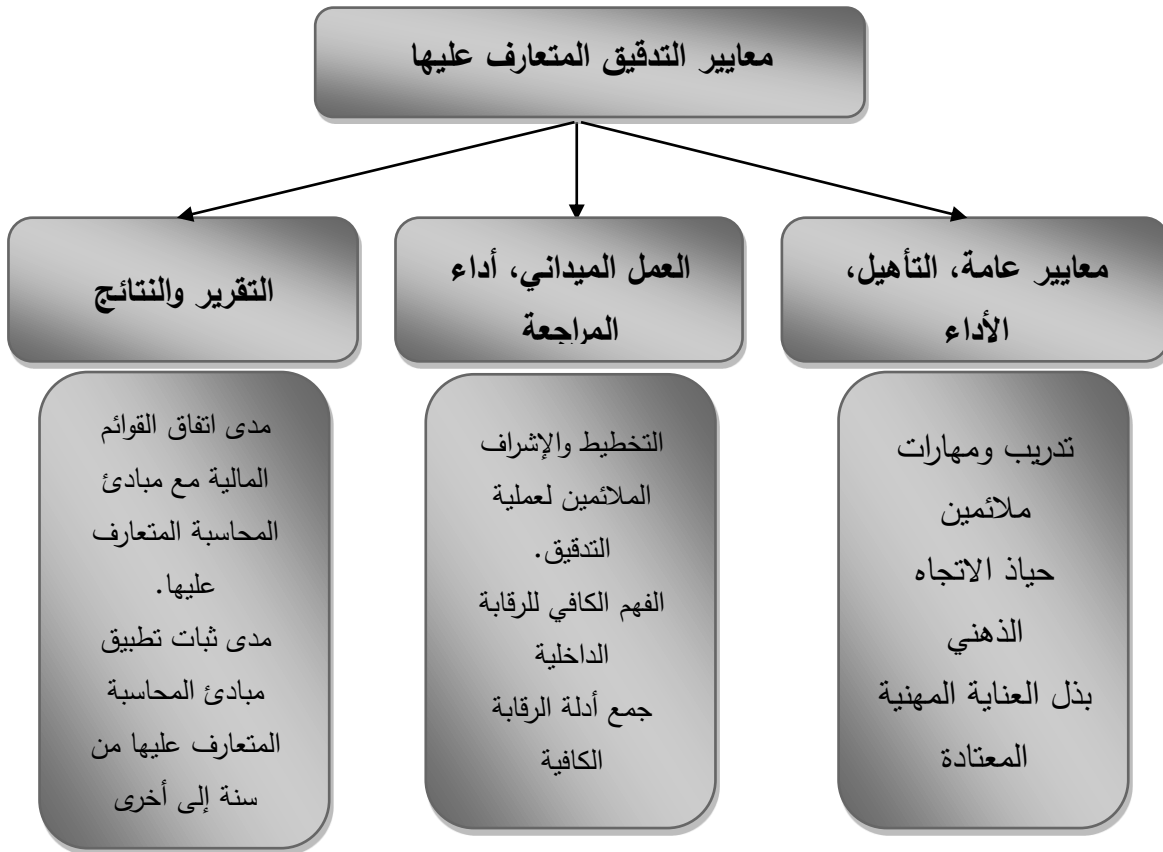 معايير التدقيق المتعارف عليها
معايير عامة، التأهيل،
الأداء
العمل الميداني، أداء
المراجعة
التقرير والنتائج
تدريب ومهارات
ملائمين
حياذ الاتجاه
الذهني
بذل العناية المهنية
المعتادة
التخطيط والإشراف
الملائمين لعملية
التدقيق.
الفهم الكافي للرقابة
الداخلية
جمع أدلة الرقابة
الكافية
مدى اتفاق القوائم
المالية مع مبادئ
المحاسبة المتعارف
عليها.
مدى ثبات تطبيق
مبادئ المحاسبة
المتعارف عليها من
سنة إلى أخرى